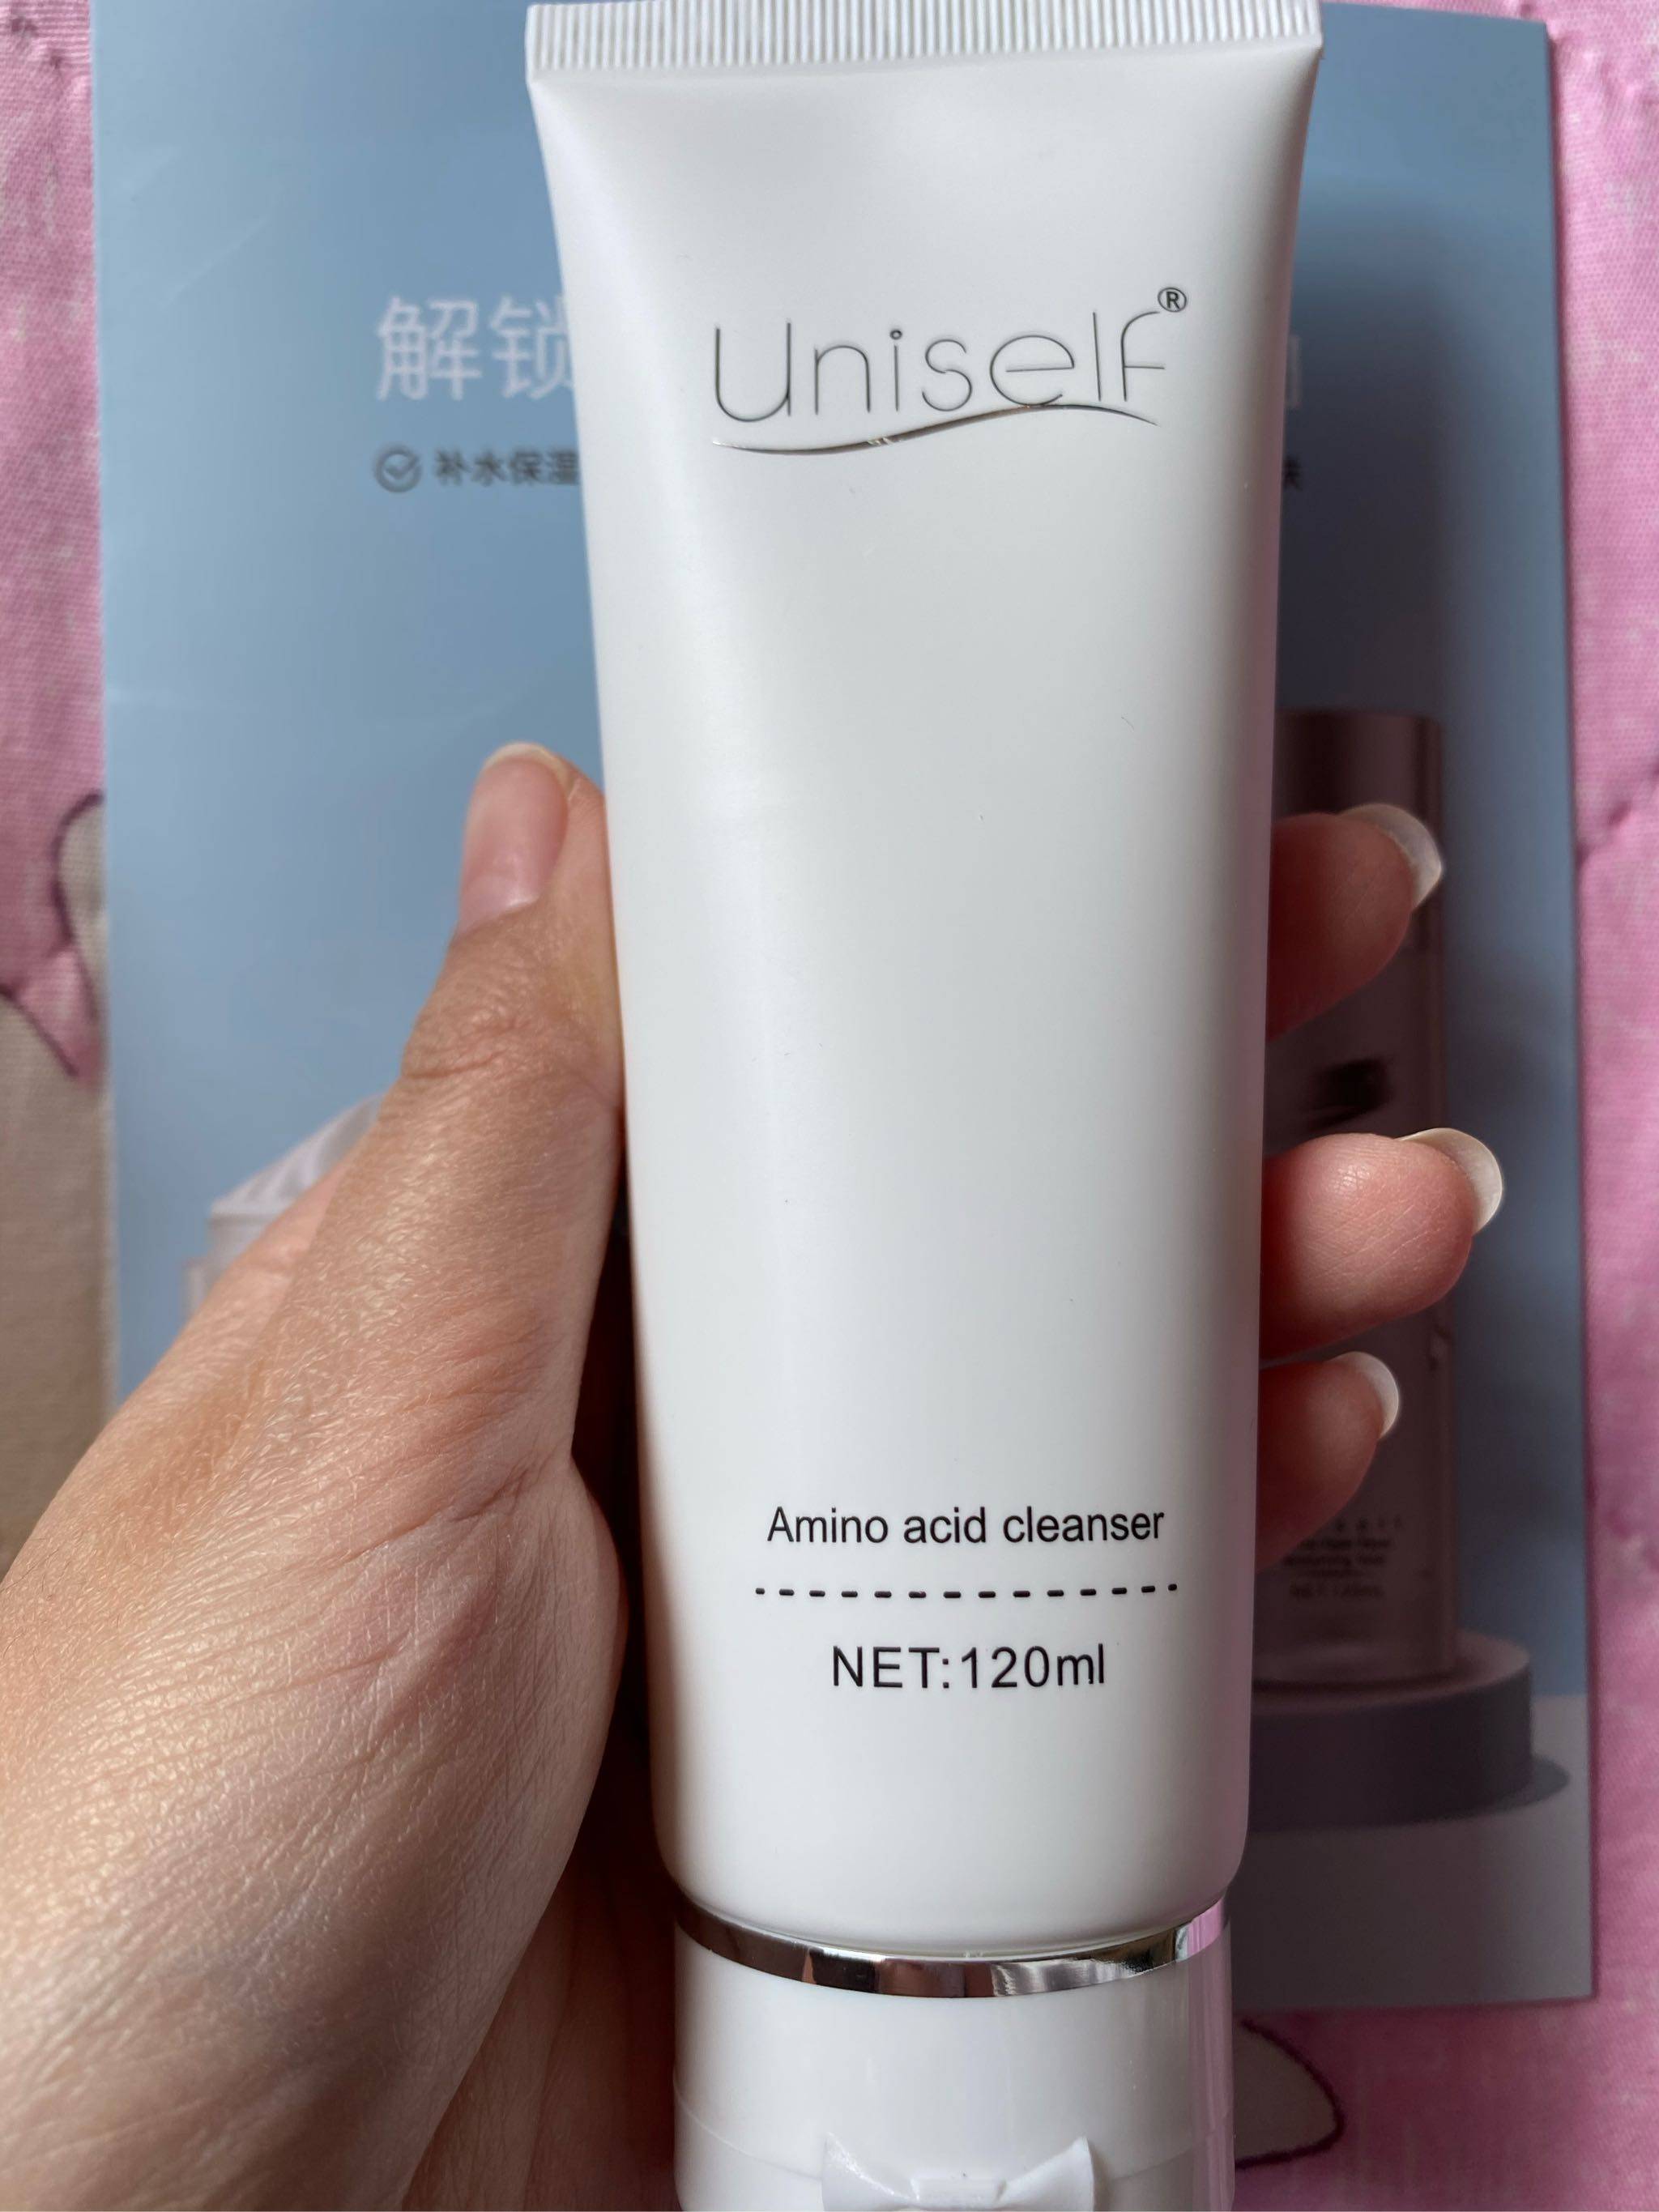 Uniself®
解锁
补水保湿
Amino acid cleanser
NET:120ml